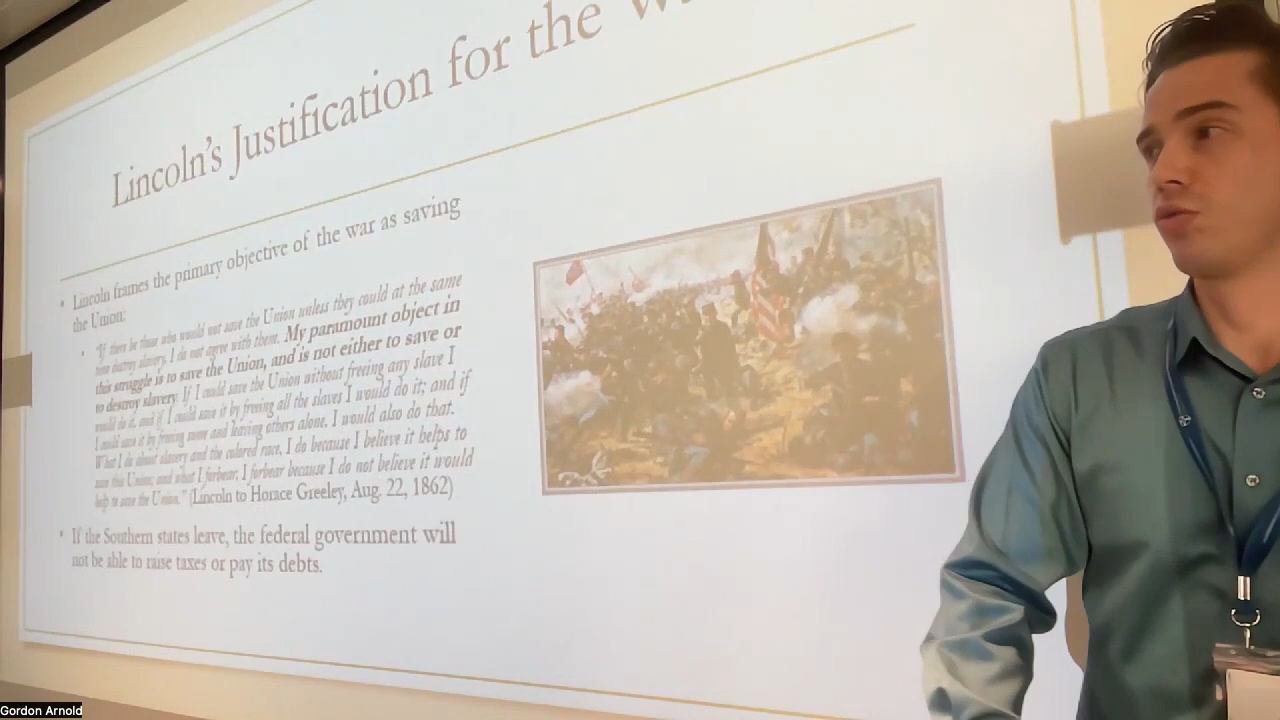 Lincoln's Justification for the w
• Lincoln frames the primary objective of the war as saving
the Union:
• "If there be those who would not save the Union unless they could at the same
time destroy slavery, I do not agree with them. My paramount object in
this struggle is to save the Union, and is not either to save or
to destroy slavery. If I could save the Union without freeing any slave I
would do it, and if I could save it by freeing all the slaves I would do it; and if
I could save it by freeing some and leaving others alone, I would also do that.
What I do about slavery and the colored race, I do because I believe it helps to
save this Union; and what I forbear, I forbear because I do not believe it would
help to save the Union." (Lincoln to Horace Greeley, Aug. 22, 1862)
• If the Southern states leave, the federal government will
not be able to raise taxes or pay its debts.
Gordon Arnold